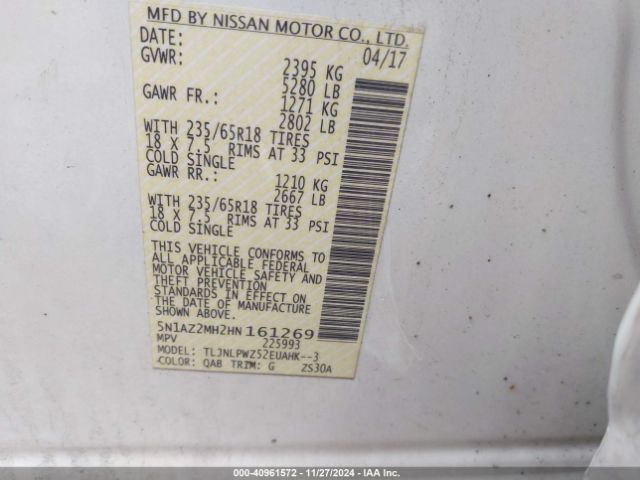 MFD BY NISSAN MOTOR CO., LTD.
DATE: 04/17
GVWR: 2395 KG
5280 LB
GAWR FR.: 1271 KG
2802 LB
WITH 235/65R18 TIRES
18 X 7.5 RIMS AT 33 PSI
COLD SINGLE
GAWR RR.: 1210 KG
2667 LB
WITH 235/65R18 TIRES
18 X 7.5 RIMS AT 33 PSI
COLD SINGLE
THIS VEHICLE CONFORMS TO
ALL APPLICABLE FEDERAL
MOTOR VEHICLE SAFETY AND
THEFT PREVENTION
STANDARDS IN EFFECT ON
THE DATE OF MANUFACTURE
SHOWN ABOVE.
5N1AZ2MH2HN161269
MPV 225993
MODEL: TLJNLPWZ52EUAHK--3
COLOR: QAB TRIM: G ZS30A
000-40961572 - 11/27/2024 - IAA Inc.